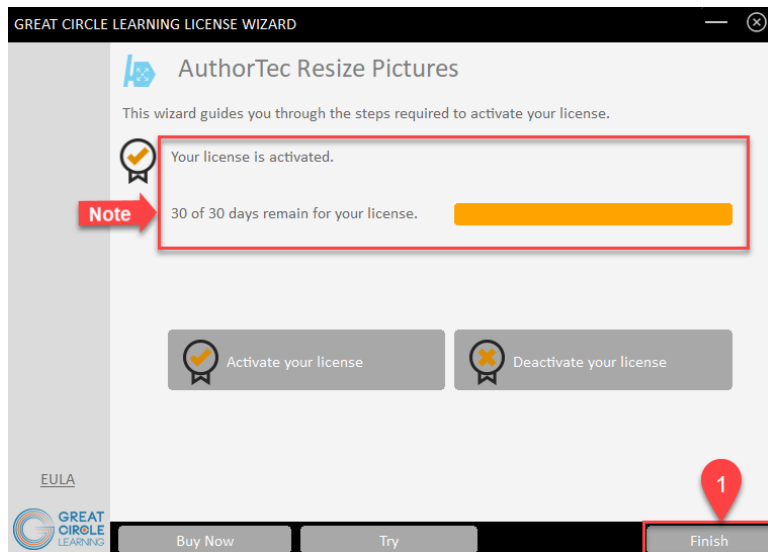 GREAT CIRCLE LEARNING LICENSE WIZARD
AuthorTec Resize Pictures
This wizard guides you through the steps required to activate your license.
Your license is activated.
Note
30 of 30 days remain for your license.
Activate your license
Deactivate your license
EULA
1
GREAT
CIRCLE
LEARNING
Buy Now
Try
Finish